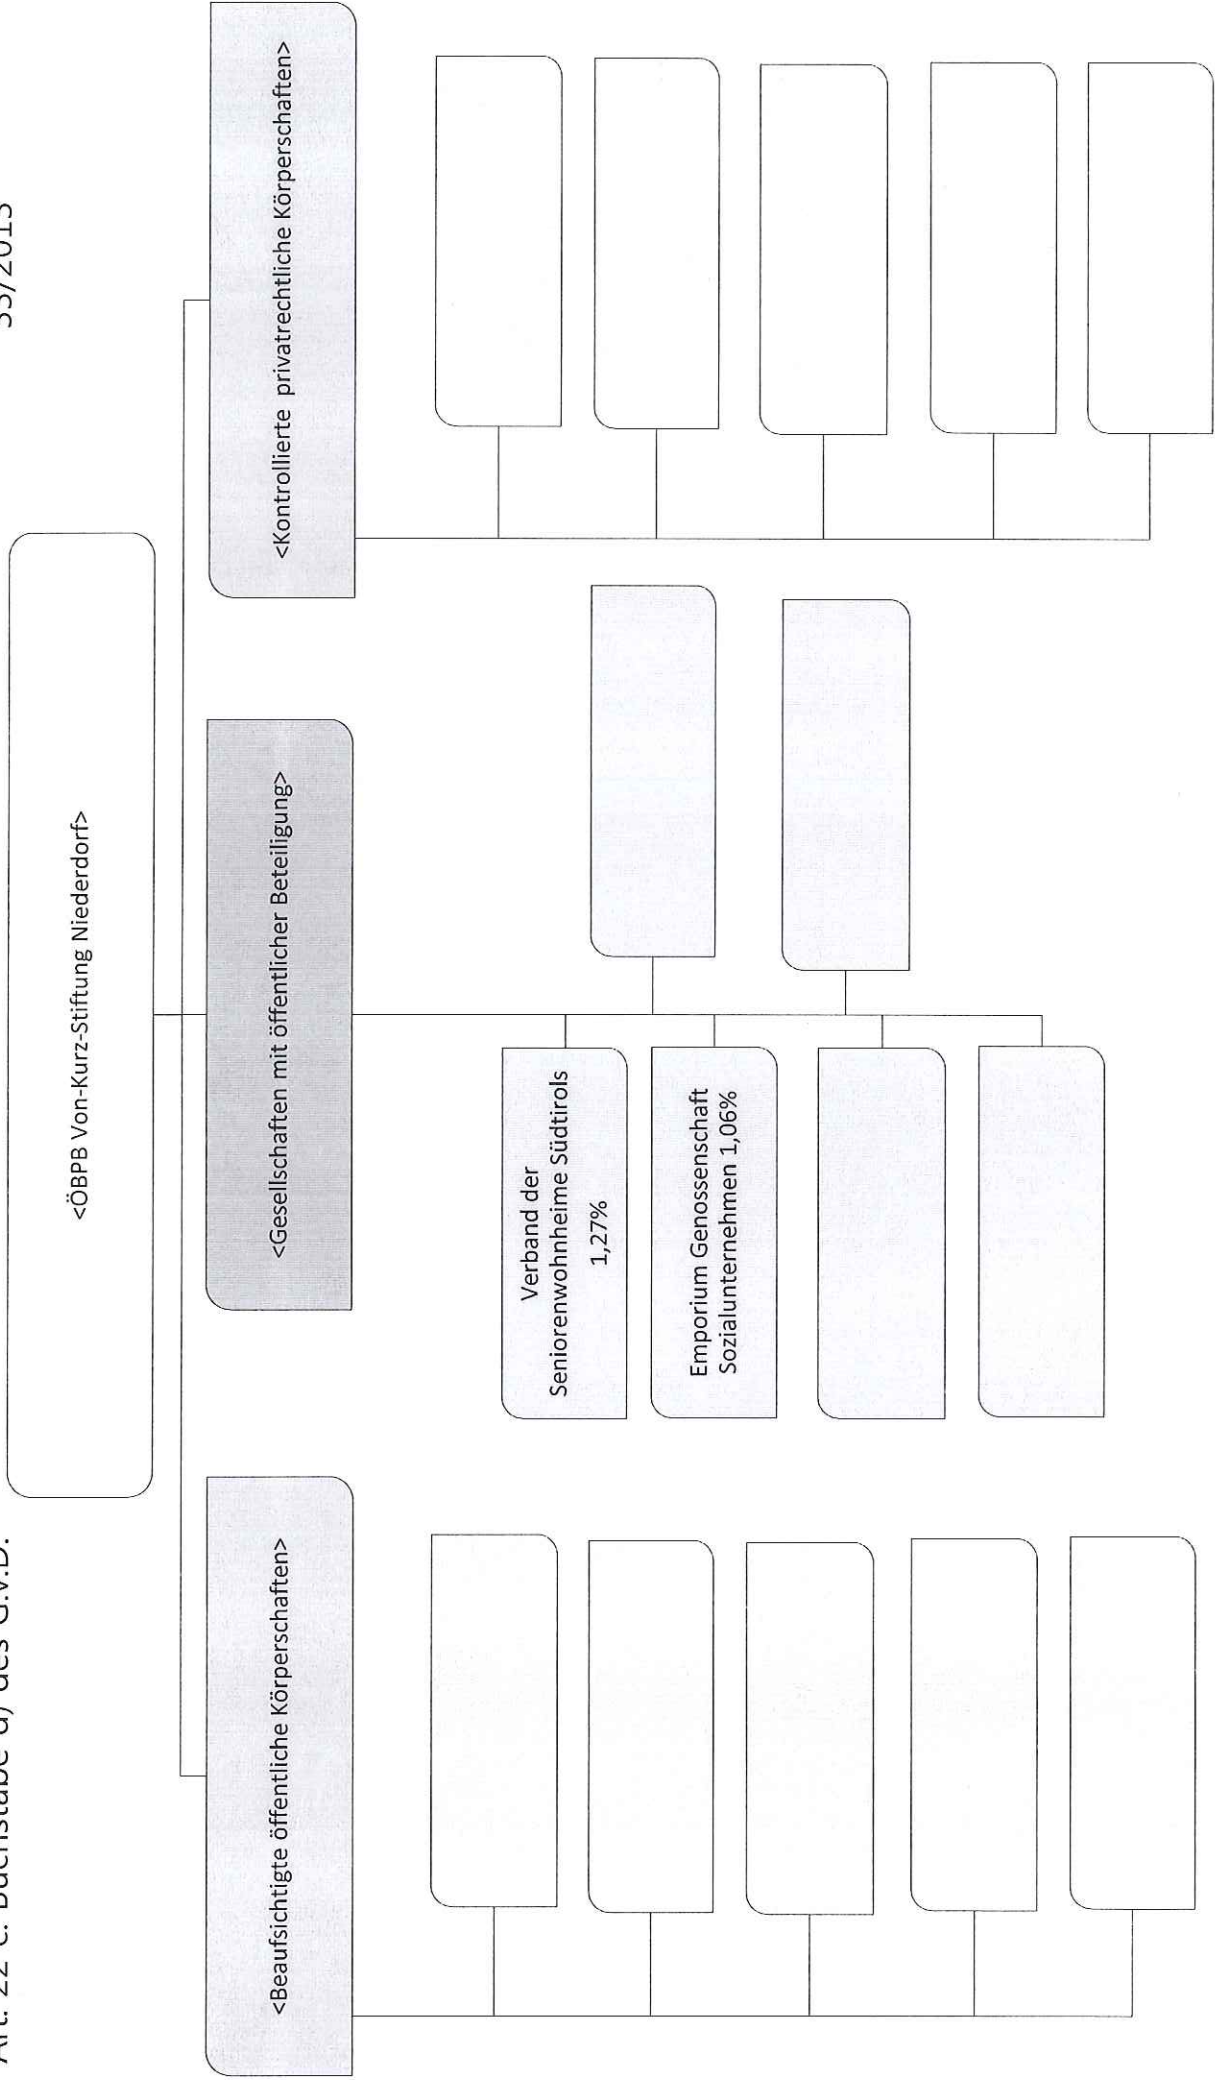 Art. 22 c. Buchstabe d) des G.v.D. 33/2013
<ÖBPB Von-Kurz-Stiftung Niederdorf>
<Beaufsichtigte öffentliche Körperschaften>
<Gesellschaften mit öffentlicher Beteiligung>
<Kontrollierte privatrechtliche Körperschaften>
Verband der
Seniorenwohnheime Südtirols
1,27%
Emporium Genossenschaft
Sozialunternehmen 1,06%